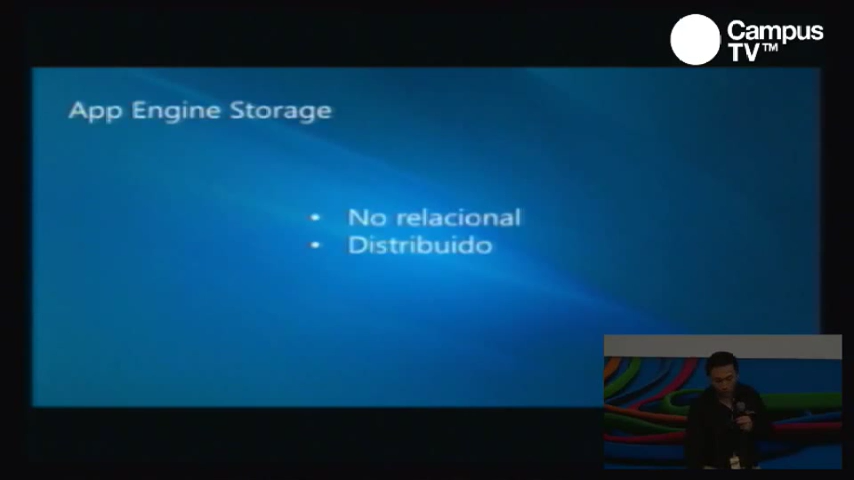 Campus
TV™
App Engine Storage
• No relacional
• Distribuido